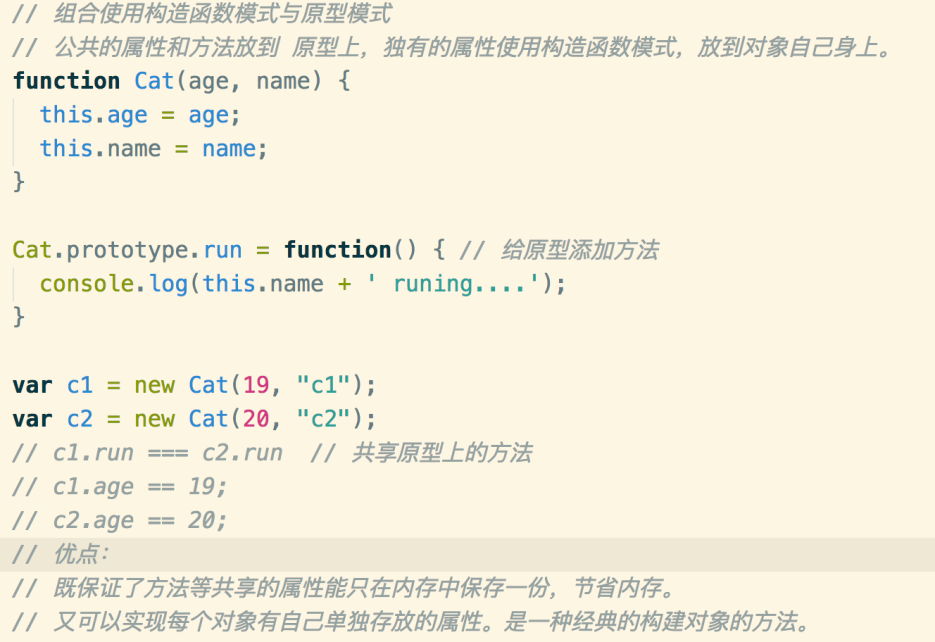 // 组合使用构造函数模式与原型模式
// 公共的属性和方法放到 原型上，独有的属性使用构造函数模式，放到对象自己身上。
function Cat(age, name) {
  this.age = age;
  this.name = name;
}

Cat.prototype.run = function() { // 给原型添加方法
  console.log(this.name + ' runing....');
}

var c1 = new Cat(19, "c1");
var c2 = new Cat(20, "c2");
// c1.run === c2.run  // 共享原型上的方法
// c1.age == 19;
// c2.age == 20;
// 优点：
// 既保证了方法等共享的属性能只在内存中保存一份，节省内存。
// 又可以实现每个对象有自己单独存放的属性。是一种经典的构建对象的方法。